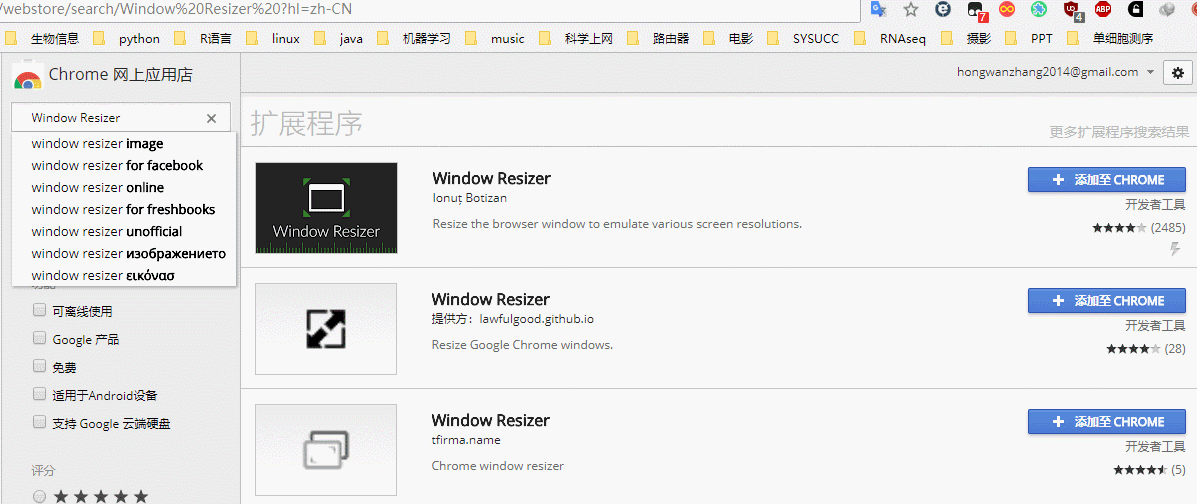 /webstore/search/Window%20Resizer%20?hl=zh-CN
7
4
ABP
生物信息 python R语言 linux java 机器学习 music 科学上网 路由器 电影 SYSUCC RNAseq 摄影 PPT 单细胞测序
Chrome 网上应用店
hongwanzhang2014@gmail.com
Window Resizer
window resizer image
window resizer for facebook
window resizer online
window resizer for freshbooks
window resizer unofficial
window resizer изображението
window resizer εικόνασ
功能
可离线使用
Google 产品
免费
适用于Android设备
支持 Google 云端硬盘
评分
扩展程序
更多扩展程序搜索结果
Window Resizer
Window Resizer
Ionuț Botizan
Resize the browser window to emulate various screen resolutions.
添加至 CHROME
开发者工具
(2485)
Window Resizer
提供方：lawfulgood.github.io
Resize Google Chrome windows.
添加至 CHROME
开发者工具
(28)
Window Resizer
tfirma.name
Chrome window resizer
添加至 CHROME
开发者工具
(5)